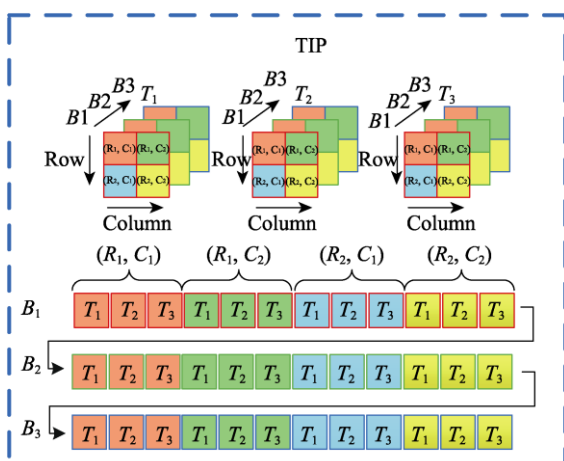 TIP
B1 B2 B3 T₁ B1 B2 B3 T₂ B1 B2 B3 T₃
(R₁, C₁) (R₁, C₂) (R₁, C₁) (R₁, C₂) (R₁, C₁) (R₁, C₂)
Row Row Row
(R₂, C₁) (R₂, C₂) (R₂, C₁) (R₂, C₂) (R₂, C₁) (R₂, C₂)
Column Column Column
(R₁, C₁) (R₁, C₂) (R₂, C₁) (R₂, C₂)
B₁ T₁ T₂ T₃ T₁ T₂ T₃ T₁ T₂ T₃ T₁ T₂ T₃
B₂ T₁ T₂ T₃ T₁ T₂ T₃ T₁ T₂ T₃ T₁ T₂ T₃
B₃ T₁ T₂ T₃ T₁ T₂ T₃ T₁ T₂ T₃ T₁ T₂ T₃